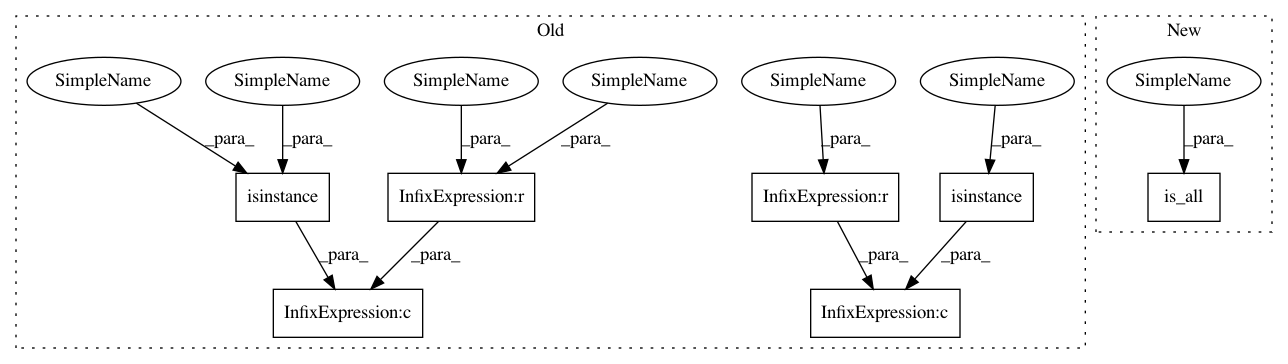 Old
New
SimpleName
SimpleName
SimpleName
SimpleName
SimpleName
SimpleName
SimpleName
_para_
_para_
_para_
_para_
_para_
_para_
_para_
isinstance
InfixExpression:r
InfixExpression:r
isinstance
is_all
_para_
_para_
_para_
_para_
InfixExpression:c
InfixExpression:c